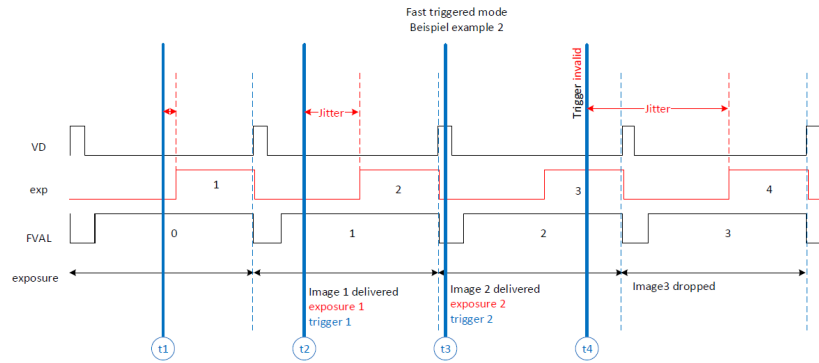 Fast triggered mode
Beispiel example 2
Trigger invalid
Jitter
Jitter
VD
exp
1
2
3
4
FVAL
0
1
2
3
exposure
Image 1 delivered
exposure 1
trigger 1
Image 2 delivered
exposure 2
trigger 2
Image3 dropped
t1
t2
t3
t4